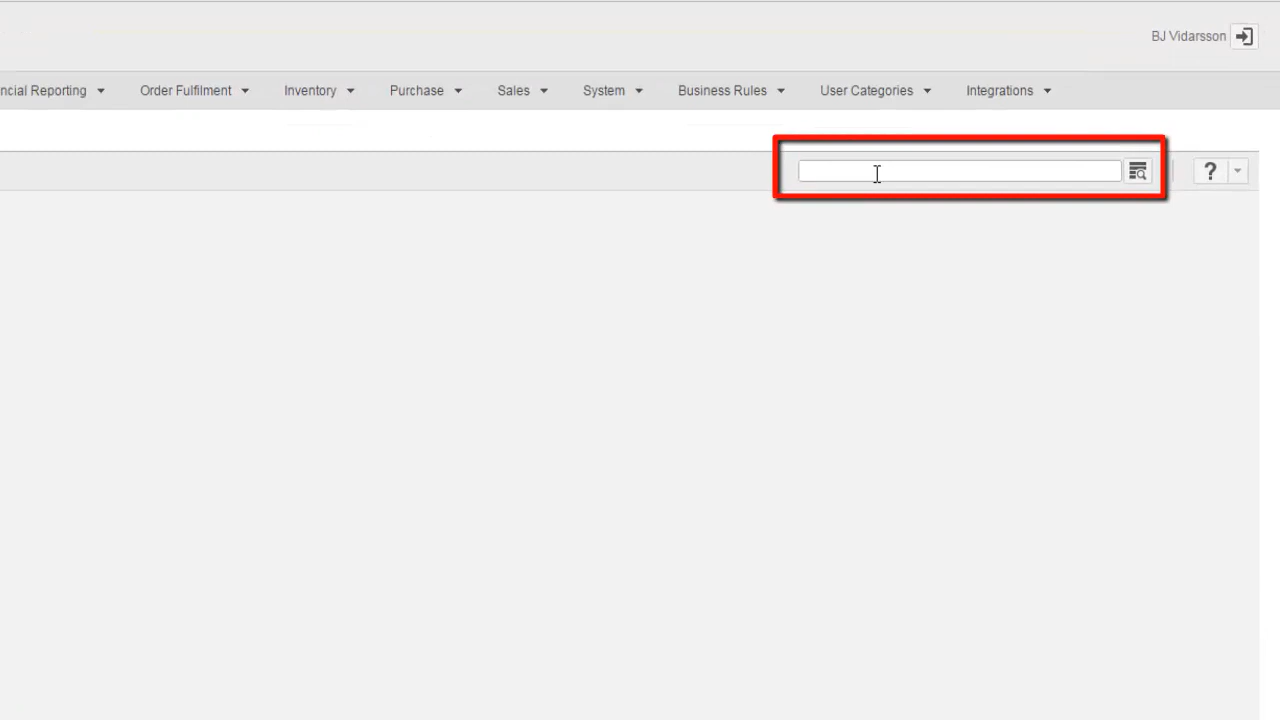 BJ Vidarsson
ncial Reporting Order Fulfilment Inventory Purchase Sales System Business Rules User Categories Integrations
?